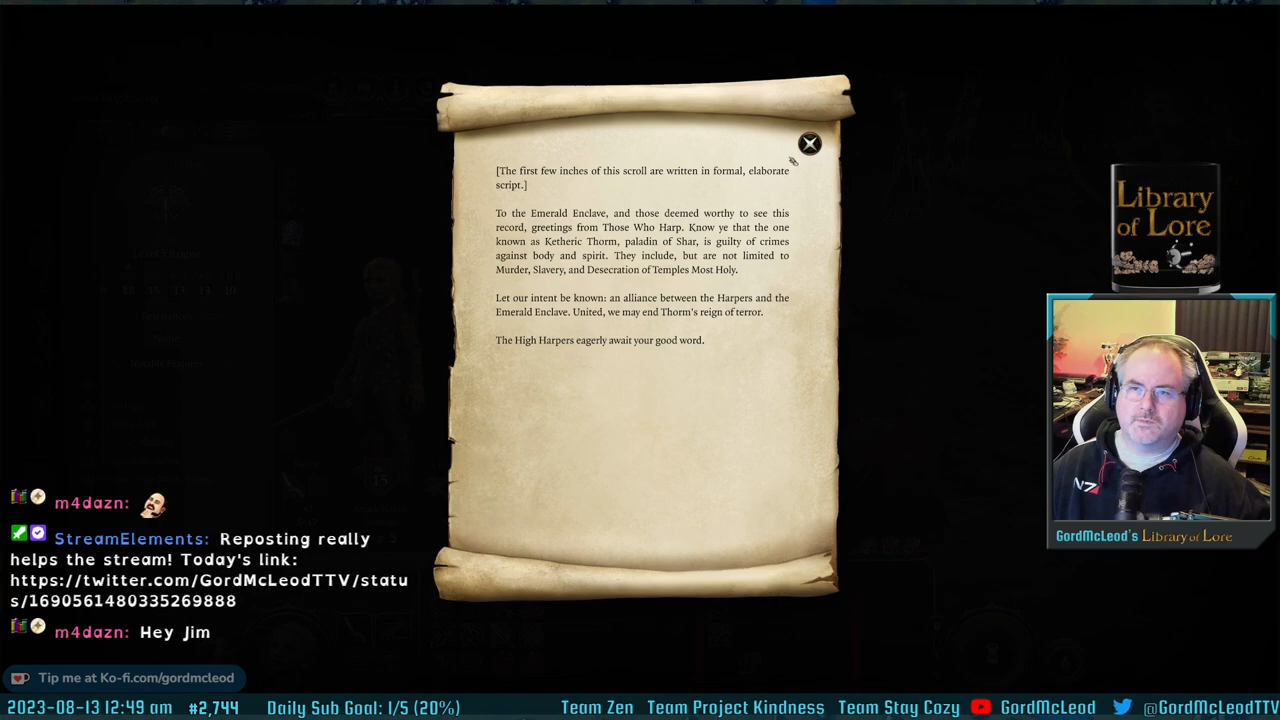 [The first few inches of this scroll are written in formal, elaborate
script.]
To the Emerald Enclave, and those deemed worthy to see this
record, greetings from Those Who Harp. Know ye that the one
known as Ketheric Thorm, paladin of Shar, is guilty of crimes
against body and spirit. They include, but are not limited to
Murder, Slavery, and Desecration of Temples Most Holy.
Let our intent be known: an alliance between the Harpers and the
Emerald Enclave. United, we may end Thorm's reign of terror.
The High Harpers eagerly await your good word.
Library
of Lore
N7
GordMcLeod's Library of Lore
m4dazn:
StreamElements: Reposting really
helps the stream! Today's link:
https://twitter.com/GordMcLeodTTV/statu
s/1690561480335269888
m4dazn: Hey Jim
Tip me at Ko-fi.com/gordmcleod
2023-08-13 12:49 am #2,744 Daily Sub Goal: 1/5 (20%) Team Zen Team Project Kindness Team Stay Cozy GordMcLeod @GordMcLeodTTV